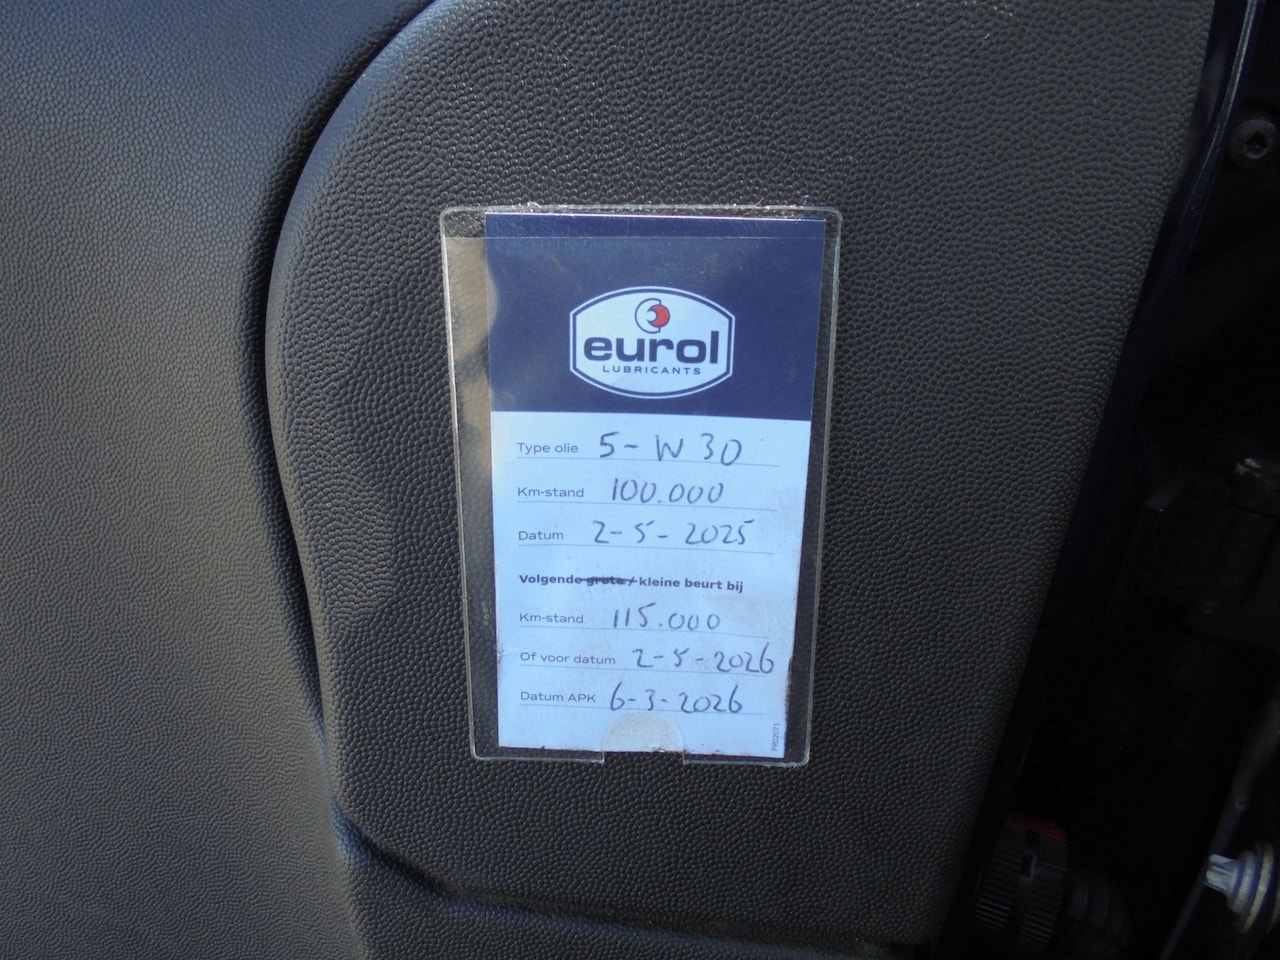 eurol
LUBRICANTS
Type olie 5-W30
Km-stand 100.000
Datum 2-5-2025
Volgende grote / kleine beurt bij
Km-stand 115.000
Of voor datum 2-5-2026
Datum APK 6-3-2026
PR02071